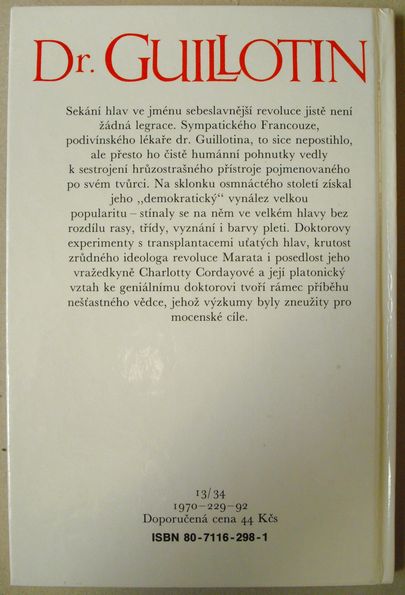 Dr. GUILLOTIN
Sekání hlav ve jménu sebeslavnější revoluce jistě není
žádná legrace. Sympatického Francouze,
podivínského lékaře dr. Guillotina, to sice nepostihlo,
ale přesto ho čistě humánní pohnutky vedly
k sestrojení hrůzostrašného přístroje pojmenovaného
po svém tvůrci. Na sklonku osmnáctého století získal
jeho „demokratický“ vynález velkou
popularitu – stínaly se na něm ve velkém hlavy bez
rozdílu rasy, třídy, vyznání i barvy pleti. Doktorovy
experimenty s transplantacemi uťatých hlav, krutost
zrůdného ideologa revoluce Marata i posedlost jeho
vražedkyně Charlotty Cordayové a její platonický
vztah ke geniálnímu doktorovi tvoří rámec příběhu
nešťastného vědce, jehož výzkumy byly zneužity pro
mocenské cíle.
13/34
1970–229–92
Doporučená cena 44 Kčs
ISBN 80-7116-298-1